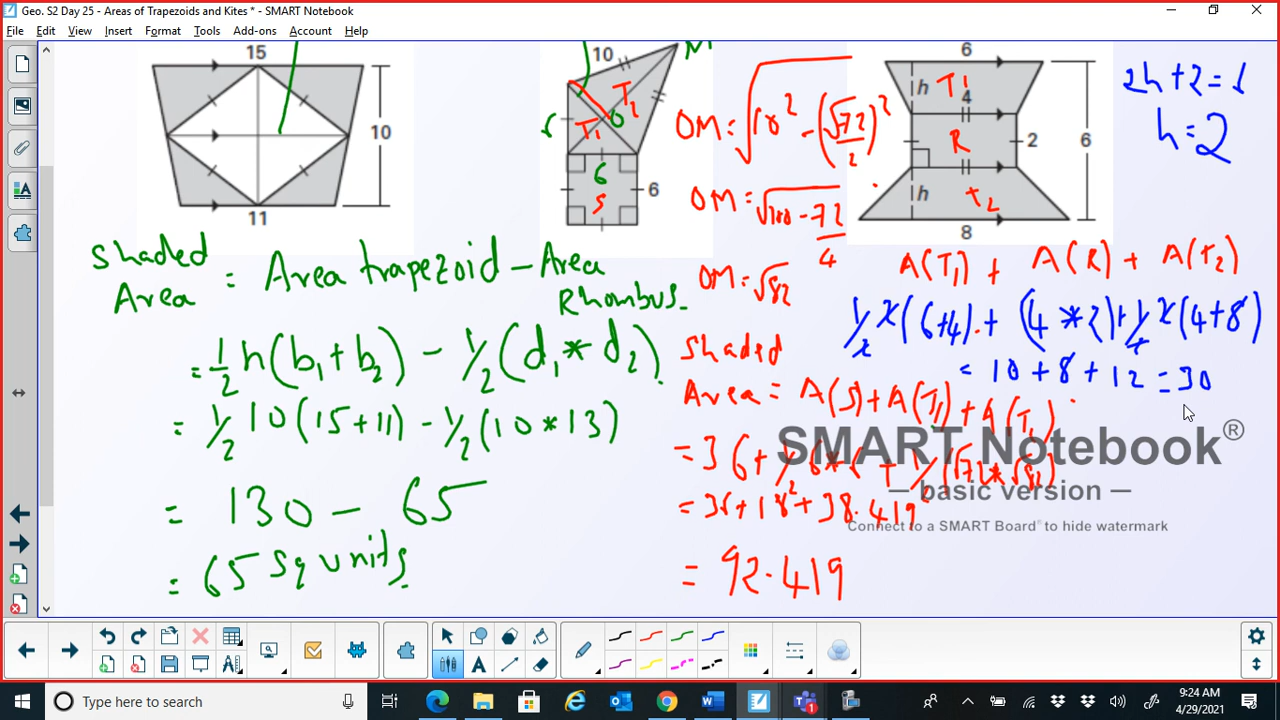 Geo. S2 Day 25 - Areas of Trapezoids and Kites * - SMART Notebook
File Edit View Insert Format Tools Add-ons Account Help
15
10
11
10
M
T2
T1
O
6
6
S
6
h
T1
4
R
2
6
h
T2
8
h = 2
OM = √10² - (√72/2)²
OM = √100 - 72/4
OM = √82
Shaded Area = Area trapezoid - Area Rhombus.
= 1/2 h(b1 + b2) - 1/2 (d1 * d2)
= 1/2 10(15+11) - 1/2 (10 * 13)
= 130 - 65
= 65 sq units
Shaded
Area = A(S) + A(T1) + A(T1)
= 36 + 18 + 38.419
= 92.419
A(T1) + A(R) + A(T2)
1/2 2(6+4) + (4 * 2) + 1/2 2(4+8)
= 10 + 8 + 12 = 30
SMART Notebook®
— basic version —
Connect to a SMART Board® to hide watermark
Type here to search
9:24 AM
4/29/2021